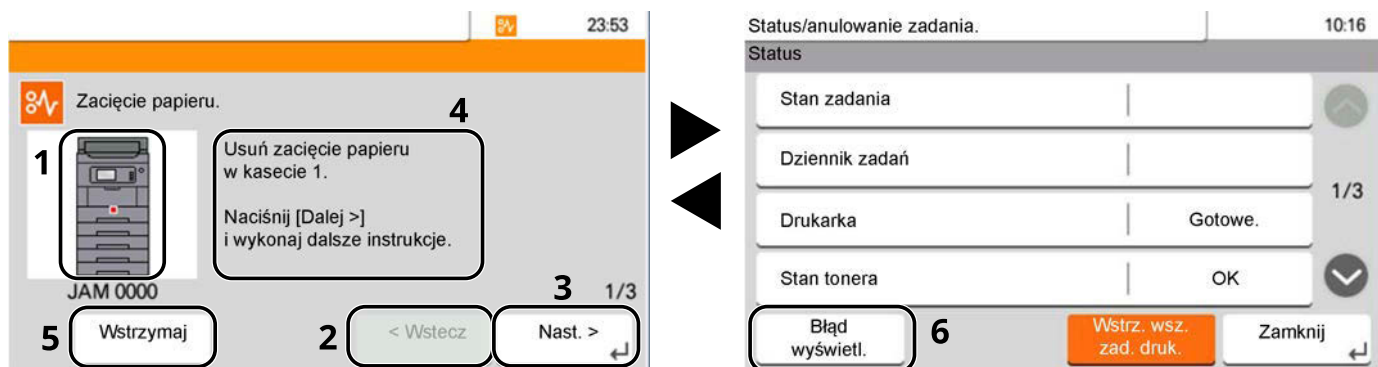 23:53
Zacięcie papieru.
4
1
Usuń zacięcie papieru
w kasecie 1.
Naciśnij [Dalej >]
i wykonaj dalsze instrukcje.
JAM 0000
3
1/3
5
Wstrzymaj
2
< Wstecz
Nast. >
Status/anulowanie zadania.
10:16
Status
Stan zadania
Dziennik zadań
1/3
Drukarka
Gotowe.
Stan tonera
OK
Błąd
wyświetl.
6
Wstrz. wsz.
zad. druk.
Zamknij